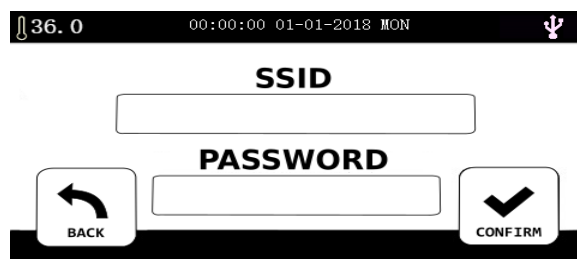 36.0 00:00:00 01-01-2018 MON
SSID
PASSWORD
BACK
CONFIRM